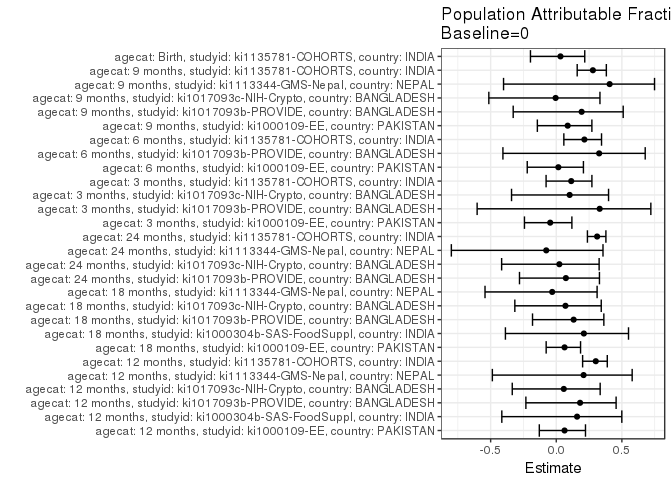 Population Attributable Fracti
Baseline=0
agecat: Birth, studyid: ki1135781-COHORTS, country: INDIA
agecat: 9 months, studyid: ki1135781-COHORTS, country: INDIA
agecat: 9 months, studyid: ki1113344-GMS-Nepal, country: NEPAL
agecat: 9 months, studyid: ki1017093c-NIH-Crypto, country: BANGLADESH
agecat: 9 months, studyid: ki1017093b-PROVIDE, country: BANGLADESH
agecat: 9 months, studyid: ki1000109-EE, country: PAKISTAN
agecat: 6 months, studyid: ki1135781-COHORTS, country: INDIA
agecat: 6 months, studyid: ki1017093b-PROVIDE, country: BANGLADESH
agecat: 6 months, studyid: ki1000109-EE, country: PAKISTAN
agecat: 3 months, studyid: ki1135781-COHORTS, country: INDIA
agecat: 3 months, studyid: ki1017093c-NIH-Crypto, country: BANGLADESH
agecat: 3 months, studyid: ki1017093b-PROVIDE, country: BANGLADESH
agecat: 3 months, studyid: ki1000109-EE, country: PAKISTAN
agecat: 24 months, studyid: ki1135781-COHORTS, country: INDIA
agecat: 24 months, studyid: ki1113344-GMS-Nepal, country: NEPAL
agecat: 24 months, studyid: ki1017093c-NIH-Crypto, country: BANGLADESH
agecat: 24 months, studyid: ki1017093b-PROVIDE, country: BANGLADESH
agecat: 18 months, studyid: ki1113344-GMS-Nepal, country: NEPAL
agecat: 18 months, studyid: ki1017093c-NIH-Crypto, country: BANGLADESH
agecat: 18 months, studyid: ki1017093b-PROVIDE, country: BANGLADESH
agecat: 18 months, studyid: ki1000304b-SAS-FoodSuppl, country: INDIA
agecat: 18 months, studyid: ki1000109-EE, country: PAKISTAN
agecat: 12 months, studyid: ki1135781-COHORTS, country: INDIA
agecat: 12 months, studyid: ki1113344-GMS-Nepal, country: NEPAL
agecat: 12 months, studyid: ki1017093c-NIH-Crypto, country: BANGLADESH
agecat: 12 months, studyid: ki1017093b-PROVIDE, country: BANGLADESH
agecat: 12 months, studyid: ki1000304b-SAS-FoodSuppl, country: INDIA
agecat: 12 months, studyid: ki1000109-EE, country: PAKISTAN
-0.5 0.0 0.5
Estimate